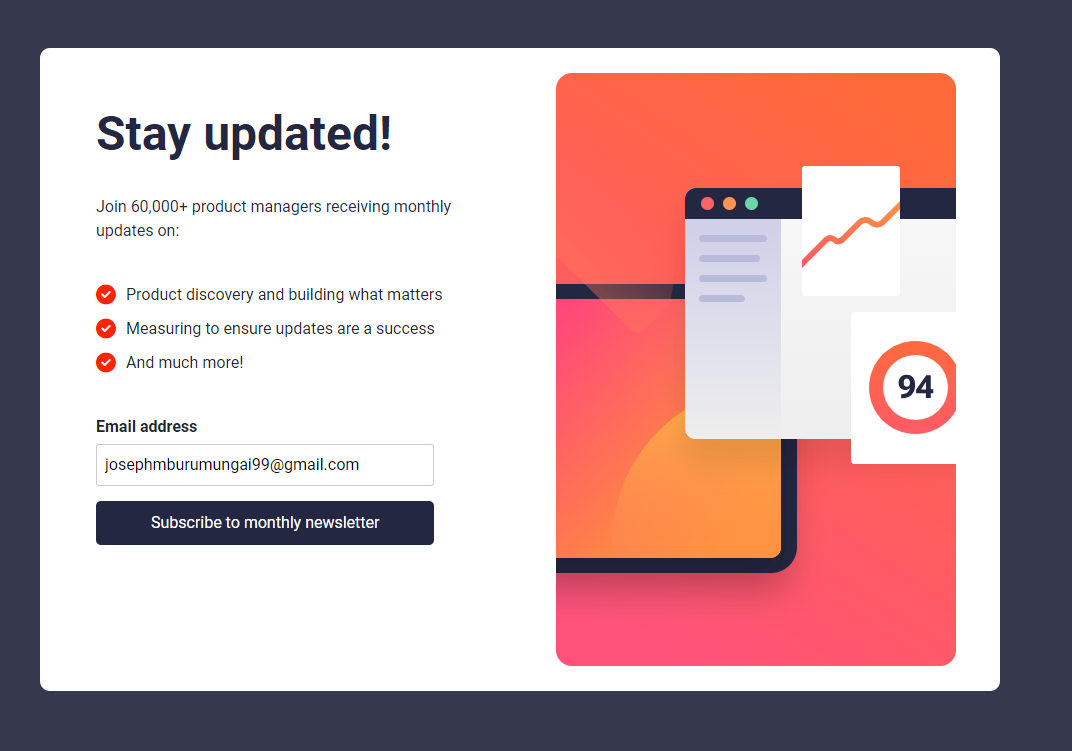 Stay updated!
Join 60,000+ product managers receiving monthly
updates on:
Product discovery and building what matters
Measuring to ensure updates are a success
And much more!
Email address
josephmburumungai99@gmail.com
Subscribe to monthly newsletter
94